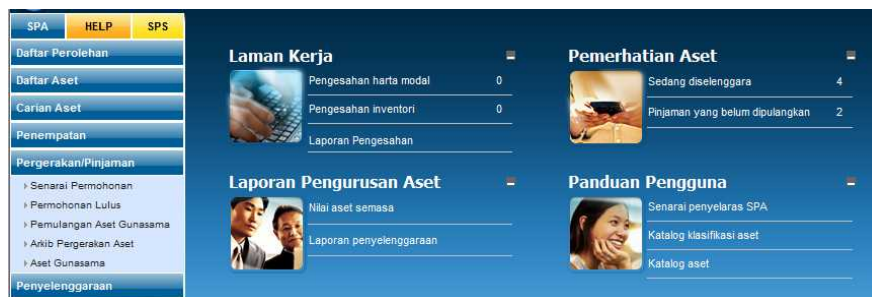 SPA HELP SPS
Daftar Perolehan
Daftar Aset
Carian Aset
Penempatan
Pergerakan/Pinjaman
Senarai Permohonan
Permohonan Lulus
Pemulangan Aset Gunasama
Arkib Pergerakan Aset
Aset Gunasama
Penyelenggaraan
Laman Kerja
Pengesahan harta modal 0
Pengesahan inventori 0
Laporan Pengesahan
Pemerhatian Aset
Sedang diselenggara 4
Pinjaman yang belum dipulangkan 2
Laporan Pengurusan Aset
Nilai aset semasa
Laporan penyelenggaraan
Panduan Pengguna
Senarai penyelaras SPA
Katalog klasifikasi aset
Katalog aset